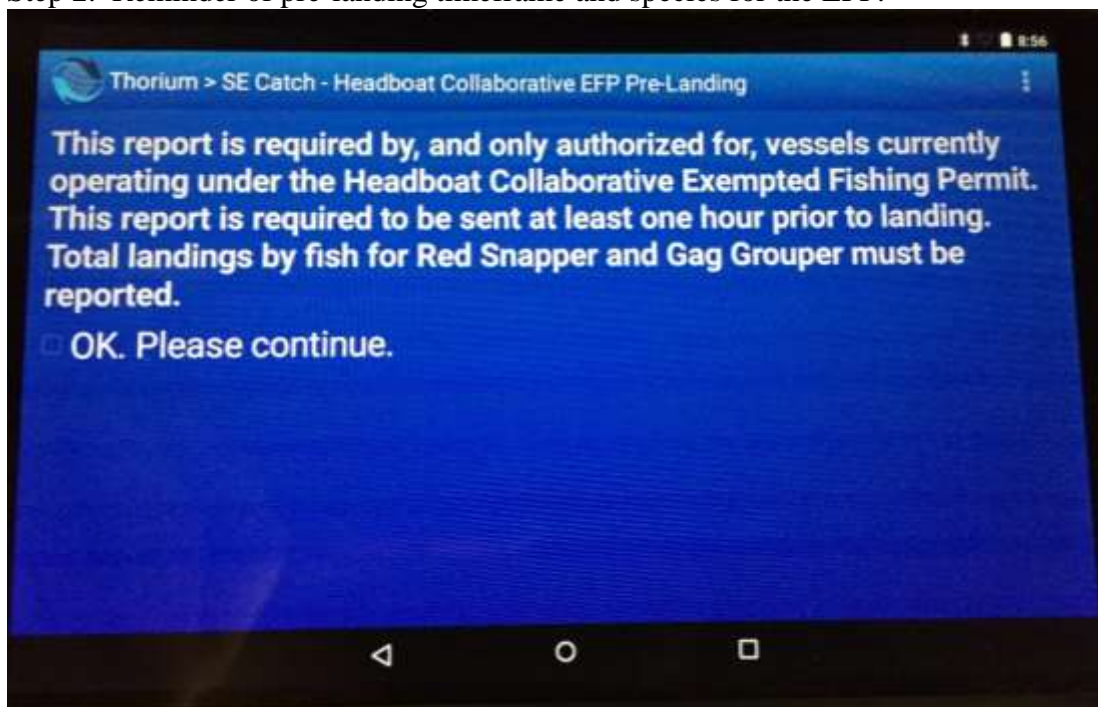 8:56
Thorium > SE Catch - Headboat Collaborative EFP Pre-Landing
This report is required by, and only authorized for, vessels currently
operating under the Headboat Collaborative Exempted Fishing Permit.
This report is required to be sent at least one hour prior to landing.
Total landings by fish for Red Snapper and Gag Grouper must be
reported.
OK. Please continue.